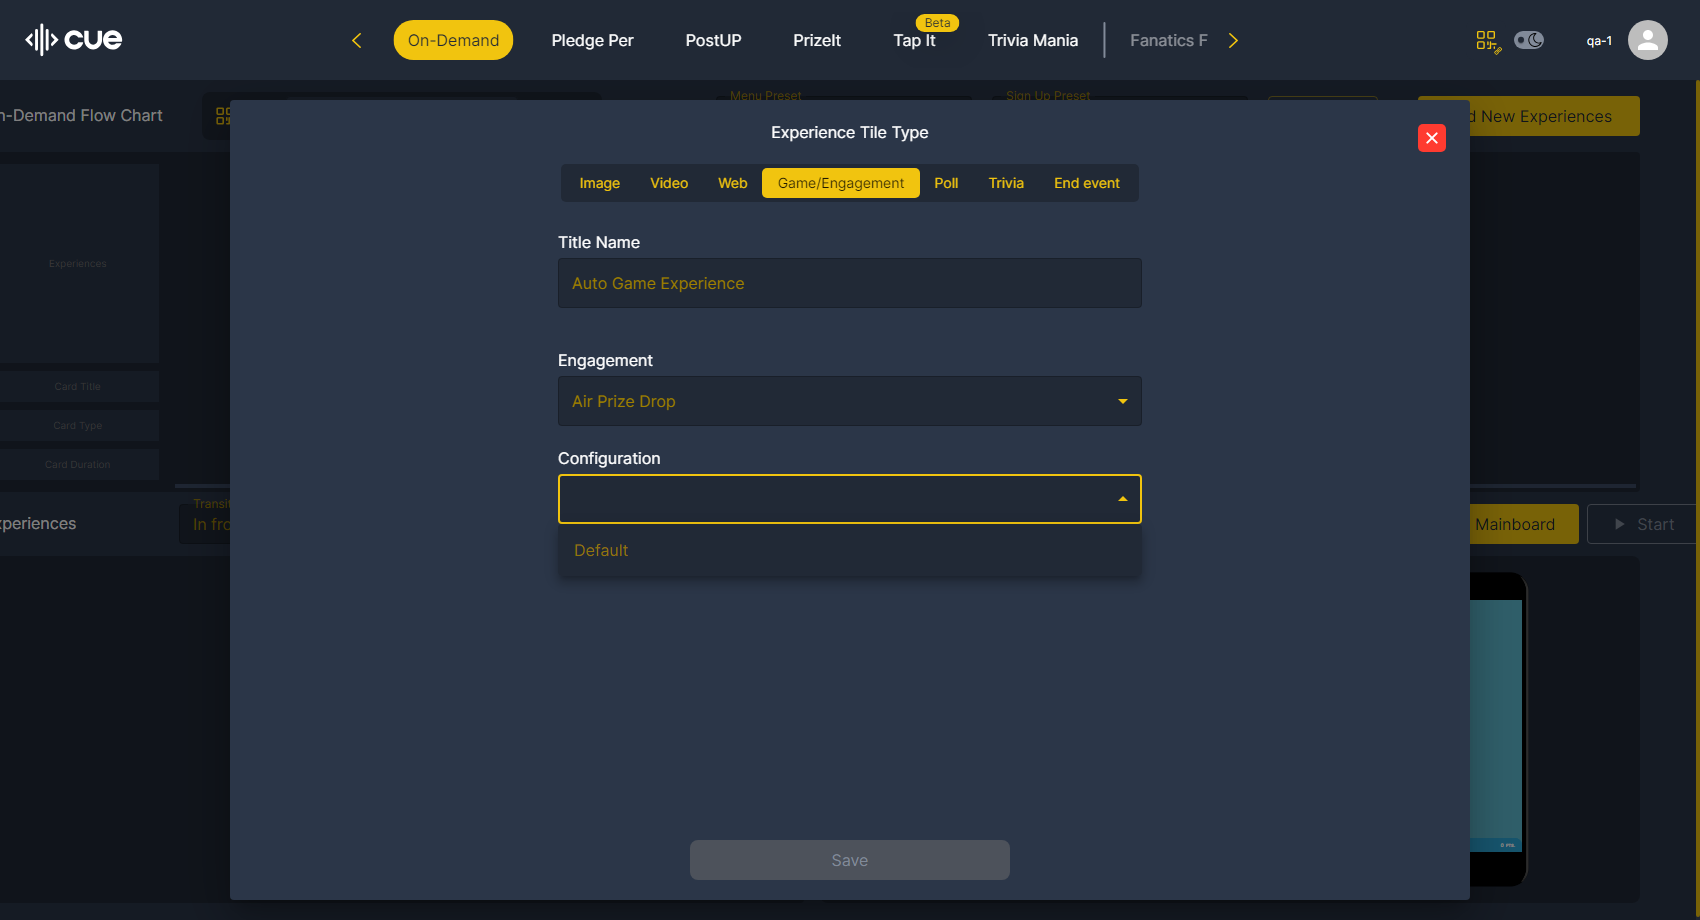 cue
On-Demand
Pledge Per
PostUP
PrizeIt
Beta
Tap It
Trivia Mania
Fanatics F
qa-1
n-Demand Flow Chart
Menu Preset
Sign Up Preset
d New Experiences
Experience Tile Type
Image
Video
Web
Game/Engagement
Poll
Trivia
End event
Title Name
Auto Game Experience
Experiences
Engagement
Air Prize Drop
Card Title
Card Type
Card Duration
Configuration
Default
Transit
xperiences
In fro
Mainboard
Start
Save